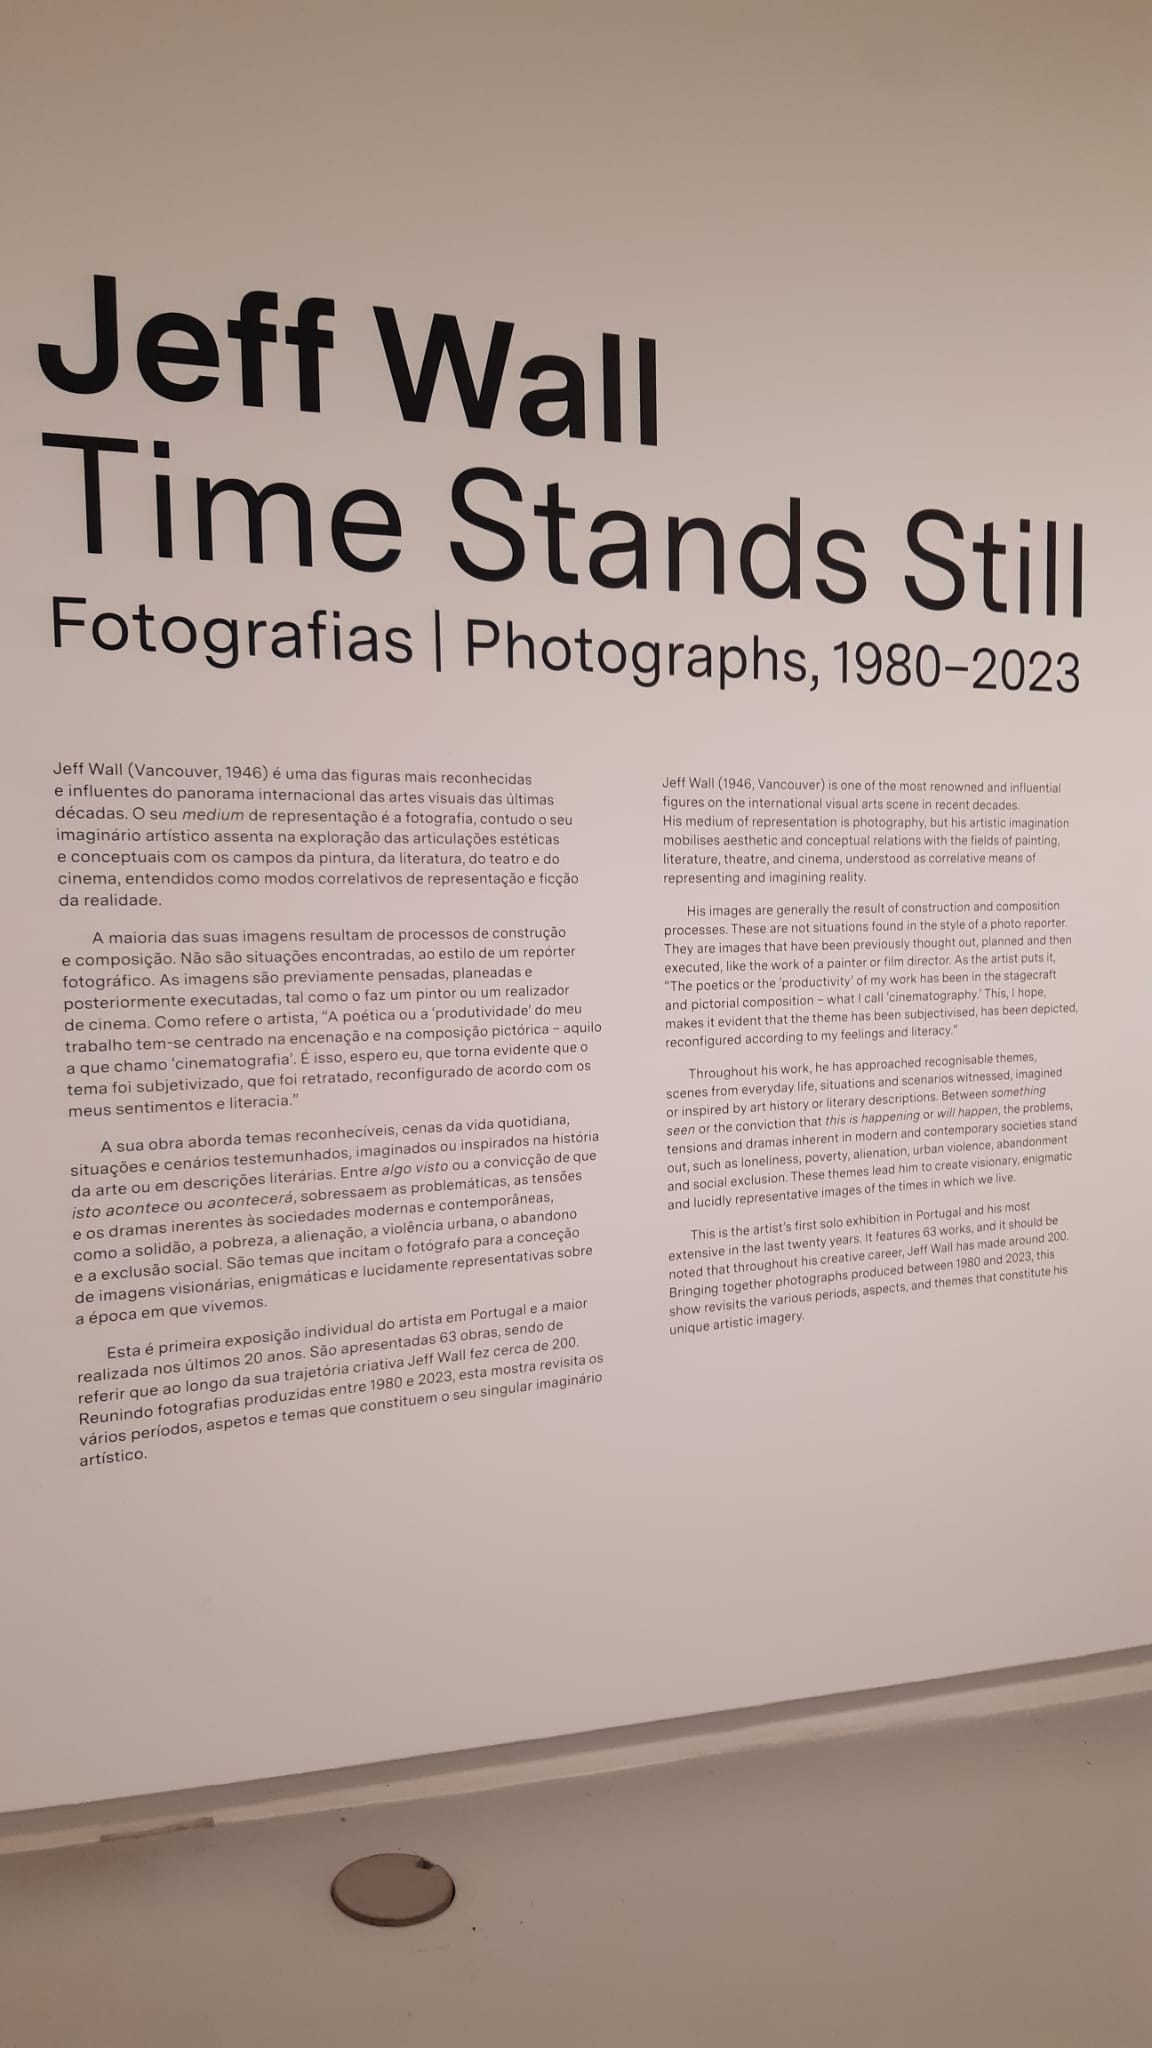 Jeff Wall
Time Stands Still
Fotografias | Photographs, 1980–2023
Jeff Wall (Vancouver, 1946) é uma das figuras mais reconhecidas
e influentes do panorama internacional das artes visuais das últimas
décadas. O seu medium de representação é a fotografia, contudo o seu
imaginário artístico assenta na exploração das articulações estéticas
e conceptuais com os campos da pintura, da literatura, do teatro e do
cinema, entendidos como modos correlativos de representação e ficção
da realidade.
A maioria das suas imagens resultam de processos de construção
e composição. Não são situações encontradas, ao estilo de um repórter
fotográfico. As imagens são previamente pensadas, planeadas e
posteriormente executadas, tal como o faz um pintor ou um realizador
de cinema. Como refere o artista, “A poética ou a ‘produtividade’ do meu
trabalho tem-se centrado na encenação e na composição pictórica – aquilo
a que chamo ‘cinematografia’. É isso, espero eu, que torna evidente que o
tema foi subjetivizado, que foi retratado, reconfigurado de acordo com os
meus sentimentos e literacia.”
A sua obra aborda temas reconhecíveis, cenas da vida quotidiana,
situações e cenários testemunhados, imaginados ou inspirados na história
da arte ou em descrições literárias. Entre algo visto ou a convicção de que
isto acontece ou acontecerá, sobressaem as problemáticas, as tensões
e os dramas inerentes às sociedades modernas e contemporâneas,
como a solidão, a pobreza, a alienação, a violência urbana, o abandono
e a exclusão social. São temas que incitam o fotógrafo para a conceção
de imagens visionárias, enigmáticas e lucidamente representativas sobre
a época em que vivemos.
Esta é primeira exposição individual do artista em Portugal e a maior
realizada nos últimos 20 anos. São apresentadas 63 obras, sendo de
referir que ao longo da sua trajetória criativa Jeff Wall fez cerca de 200.
Reunindo fotografias produzidas entre 1980 e 2023, esta mostra revisita os
vários períodos, aspetos e temas que constituem o seu singular imaginário
artístico.
Jeff Wall (1946, Vancouver) is one of the most renowned and influential
figures on the international visual arts scene in recent decades.
His medium of representation is photography, but his artistic imagination
mobilises aesthetic and conceptual relations with the fields of painting,
literature, theatre, and cinema, understood as correlative means of
representing and imagining reality.
His images are generally the result of construction and composition
processes. These are not situations found in the style of a photo reporter.
They are images that have been previously thought out, planned and then
executed, like the work of a painter or film director. As the artist puts it,
“The poetics or the ‘productivity’ of my work has been in the stagecraft
and pictorial composition – what I call ‘cinematography.’ This, I hope,
makes it evident that the theme has been subjectivised, has been depicted,
reconfigured according to my feelings and literacy.”
Throughout his work, he has approached recognisable themes,
scenes from everyday life, situations and scenarios witnessed, imagined
or inspired by art history or literary descriptions. Between something
seen or the conviction that this is happening or will happen, the problems,
tensions and dramas inherent in modern and contemporary societies stand
out, such as loneliness, poverty, alienation, urban violence, abandonment
and social exclusion. These themes lead him to create visionary, enigmatic
and lucidly representative images of the times in which we live.
This is the artist’s first solo exhibition in Portugal and his most
extensive in the last twenty years. It features 63 works, and it should be
noted that throughout his creative career, Jeff Wall has made around 200.
Bringing together photographs produced between 1980 and 2023, this
show revisits the various periods, aspects, and themes that constitute his
unique artistic imagery.